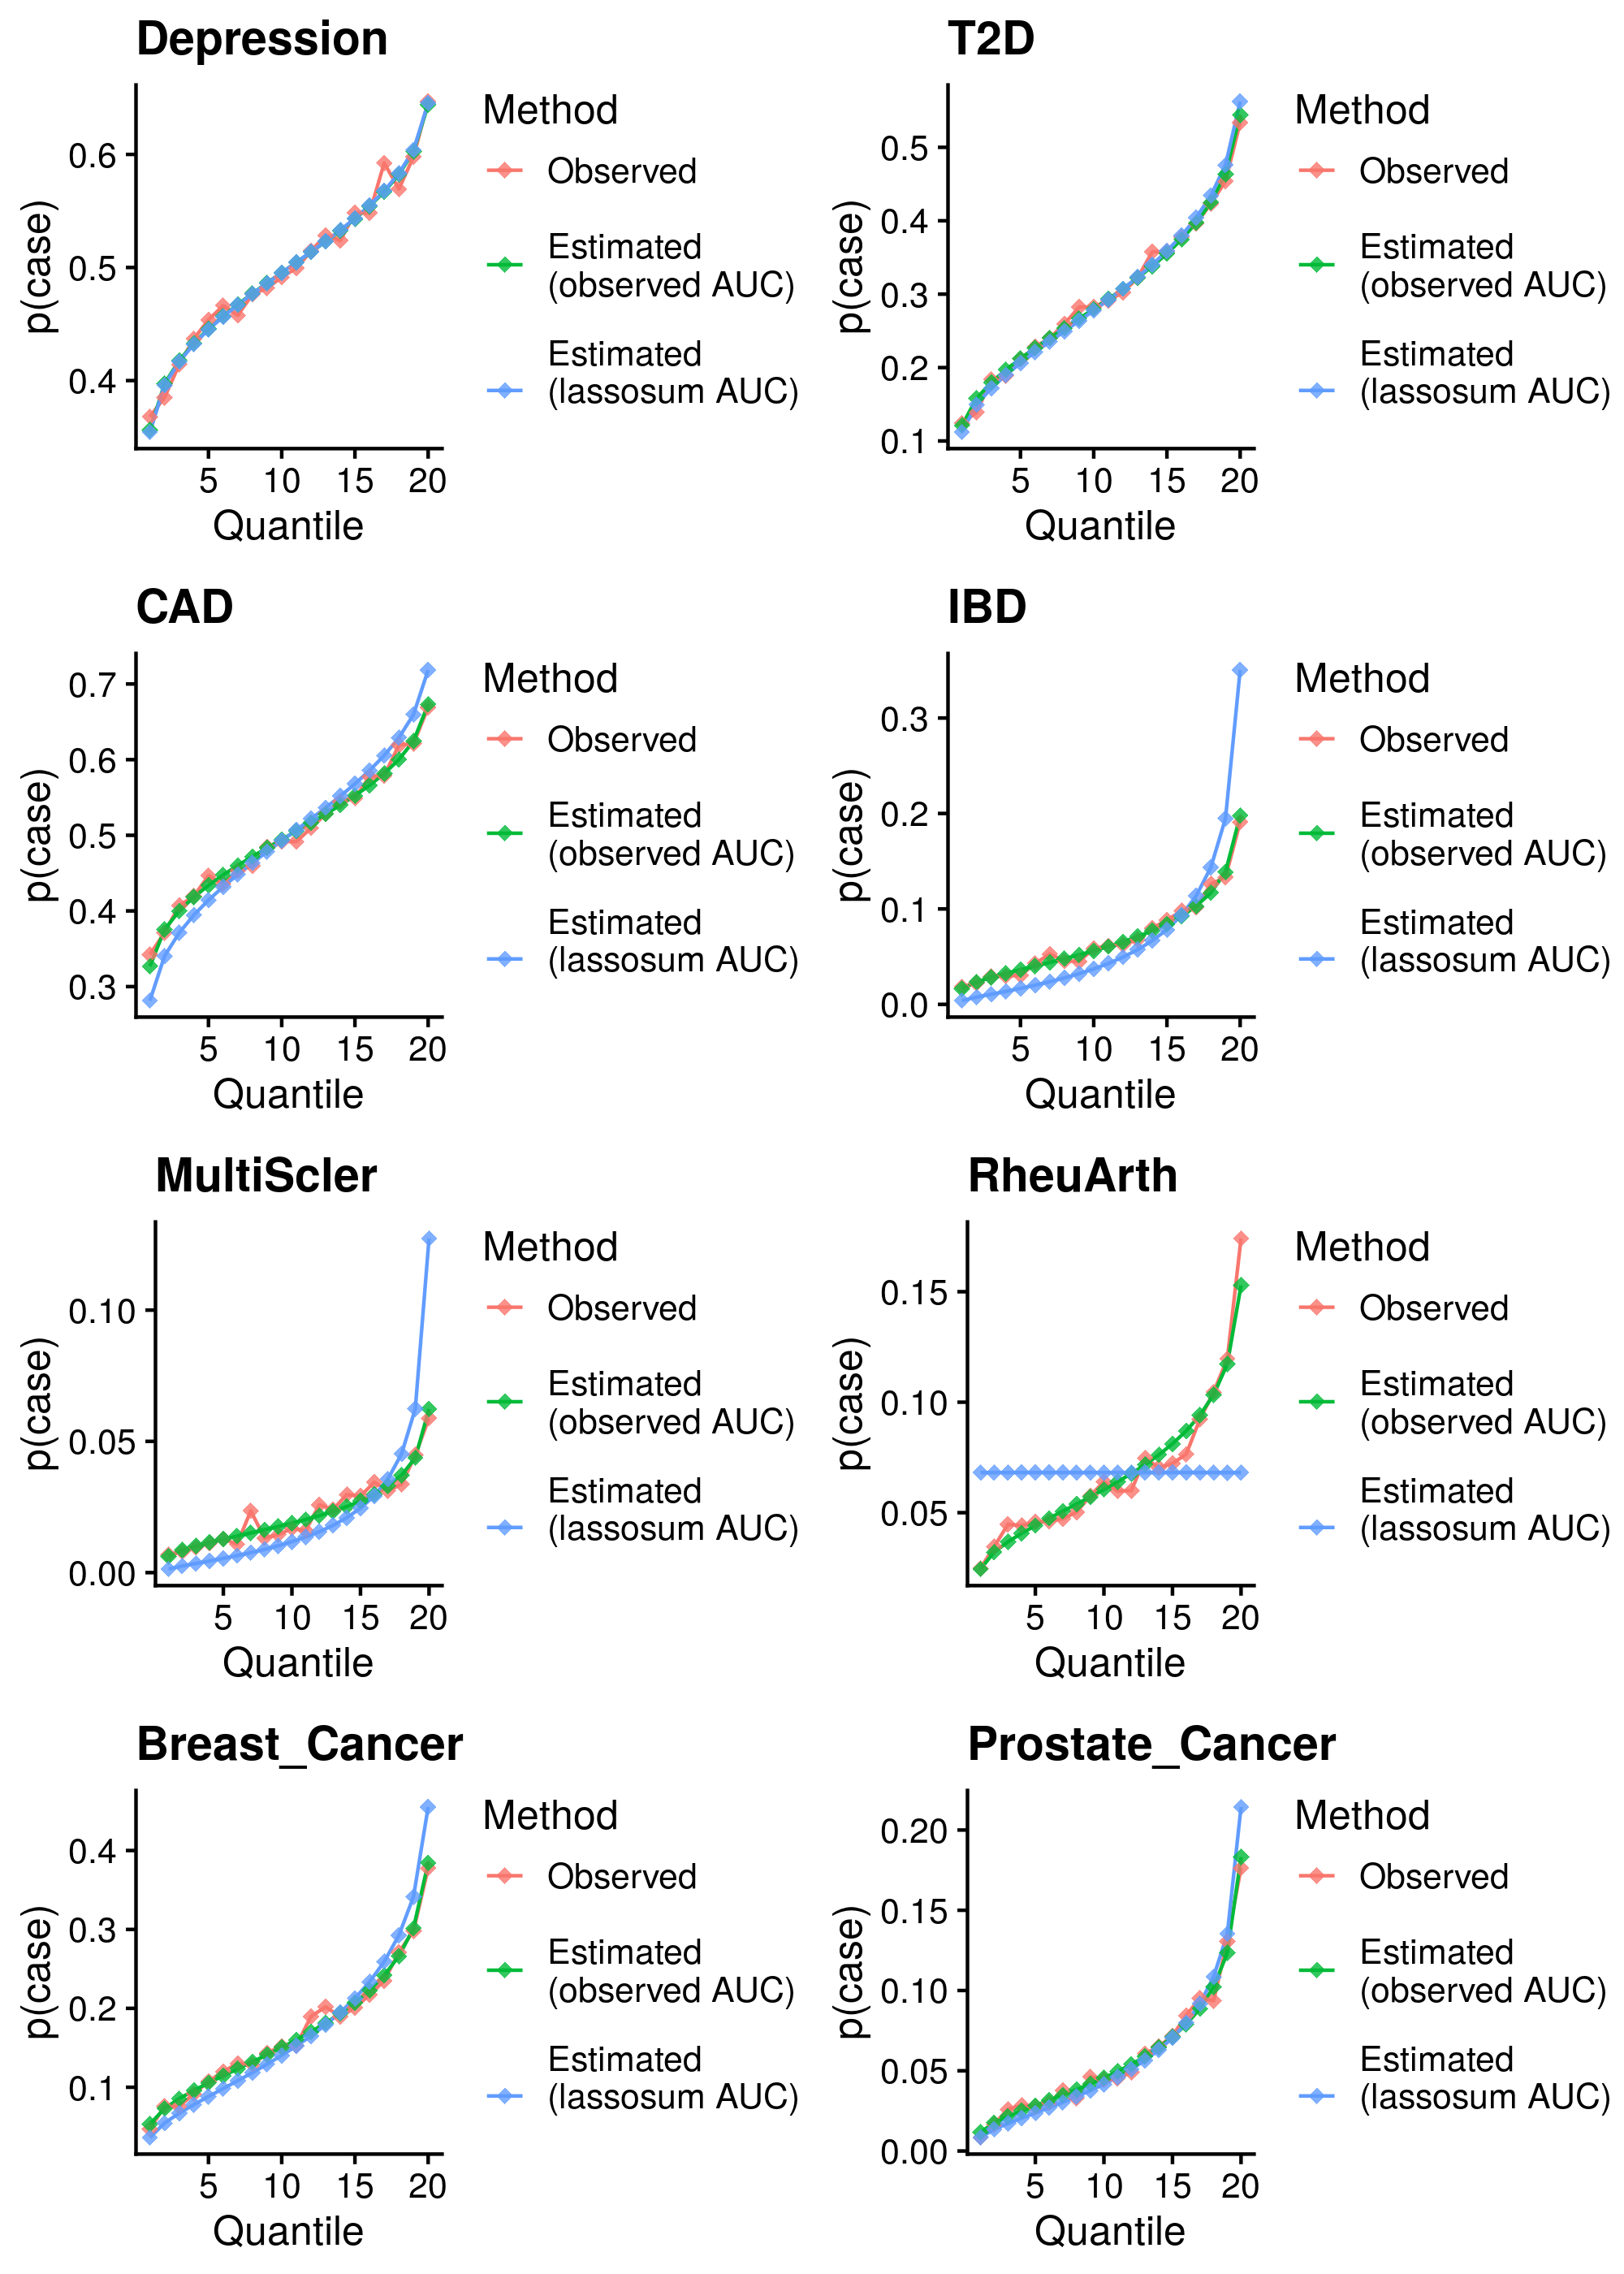 Depression
0.6
0.5
0.4
p(case)
5 10 15 20
Quantile
Method
Observed
Estimated
(observed AUC)
Estimated
(lassosum AUC)
T2D
0.5
0.4
0.3
0.2
0.1
p(case)
5 10 15 20
Quantile
Method
Observed
Estimated
(observed AUC)
Estimated
(lassosum AUC)
CAD
0.7
0.6
0.5
0.4
0.3
p(case)
5 10 15 20
Quantile
Method
Observed
Estimated
(observed AUC)
Estimated
(lassosum AUC)
IBD
0.3
0.2
0.1
0.0
p(case)
5 10 15 20
Quantile
Method
Observed
Estimated
(observed AUC)
Estimated
(lassosum AUC)
MultiScler
0.10
0.05
0.00
p(case)
5 10 15 20
Quantile
Method
Observed
Estimated
(observed AUC)
Estimated
(lassosum AUC)
RheuArth
0.15
0.10
0.05
p(case)
5 10 15 20
Quantile
Method
Observed
Estimated
(observed AUC)
Estimated
(lassosum AUC)
Breast_Cancer
0.4
0.3
0.2
0.1
p(case)
5 10 15 20
Quantile
Method
Observed
Estimated
(observed AUC)
Estimated
(lassosum AUC)
Prostate_Cancer
0.20
0.15
0.10
0.05
0.00
p(case)
5 10 15 20
Quantile
Method
Observed
Estimated
(observed AUC)
Estimated
(lassosum AUC)